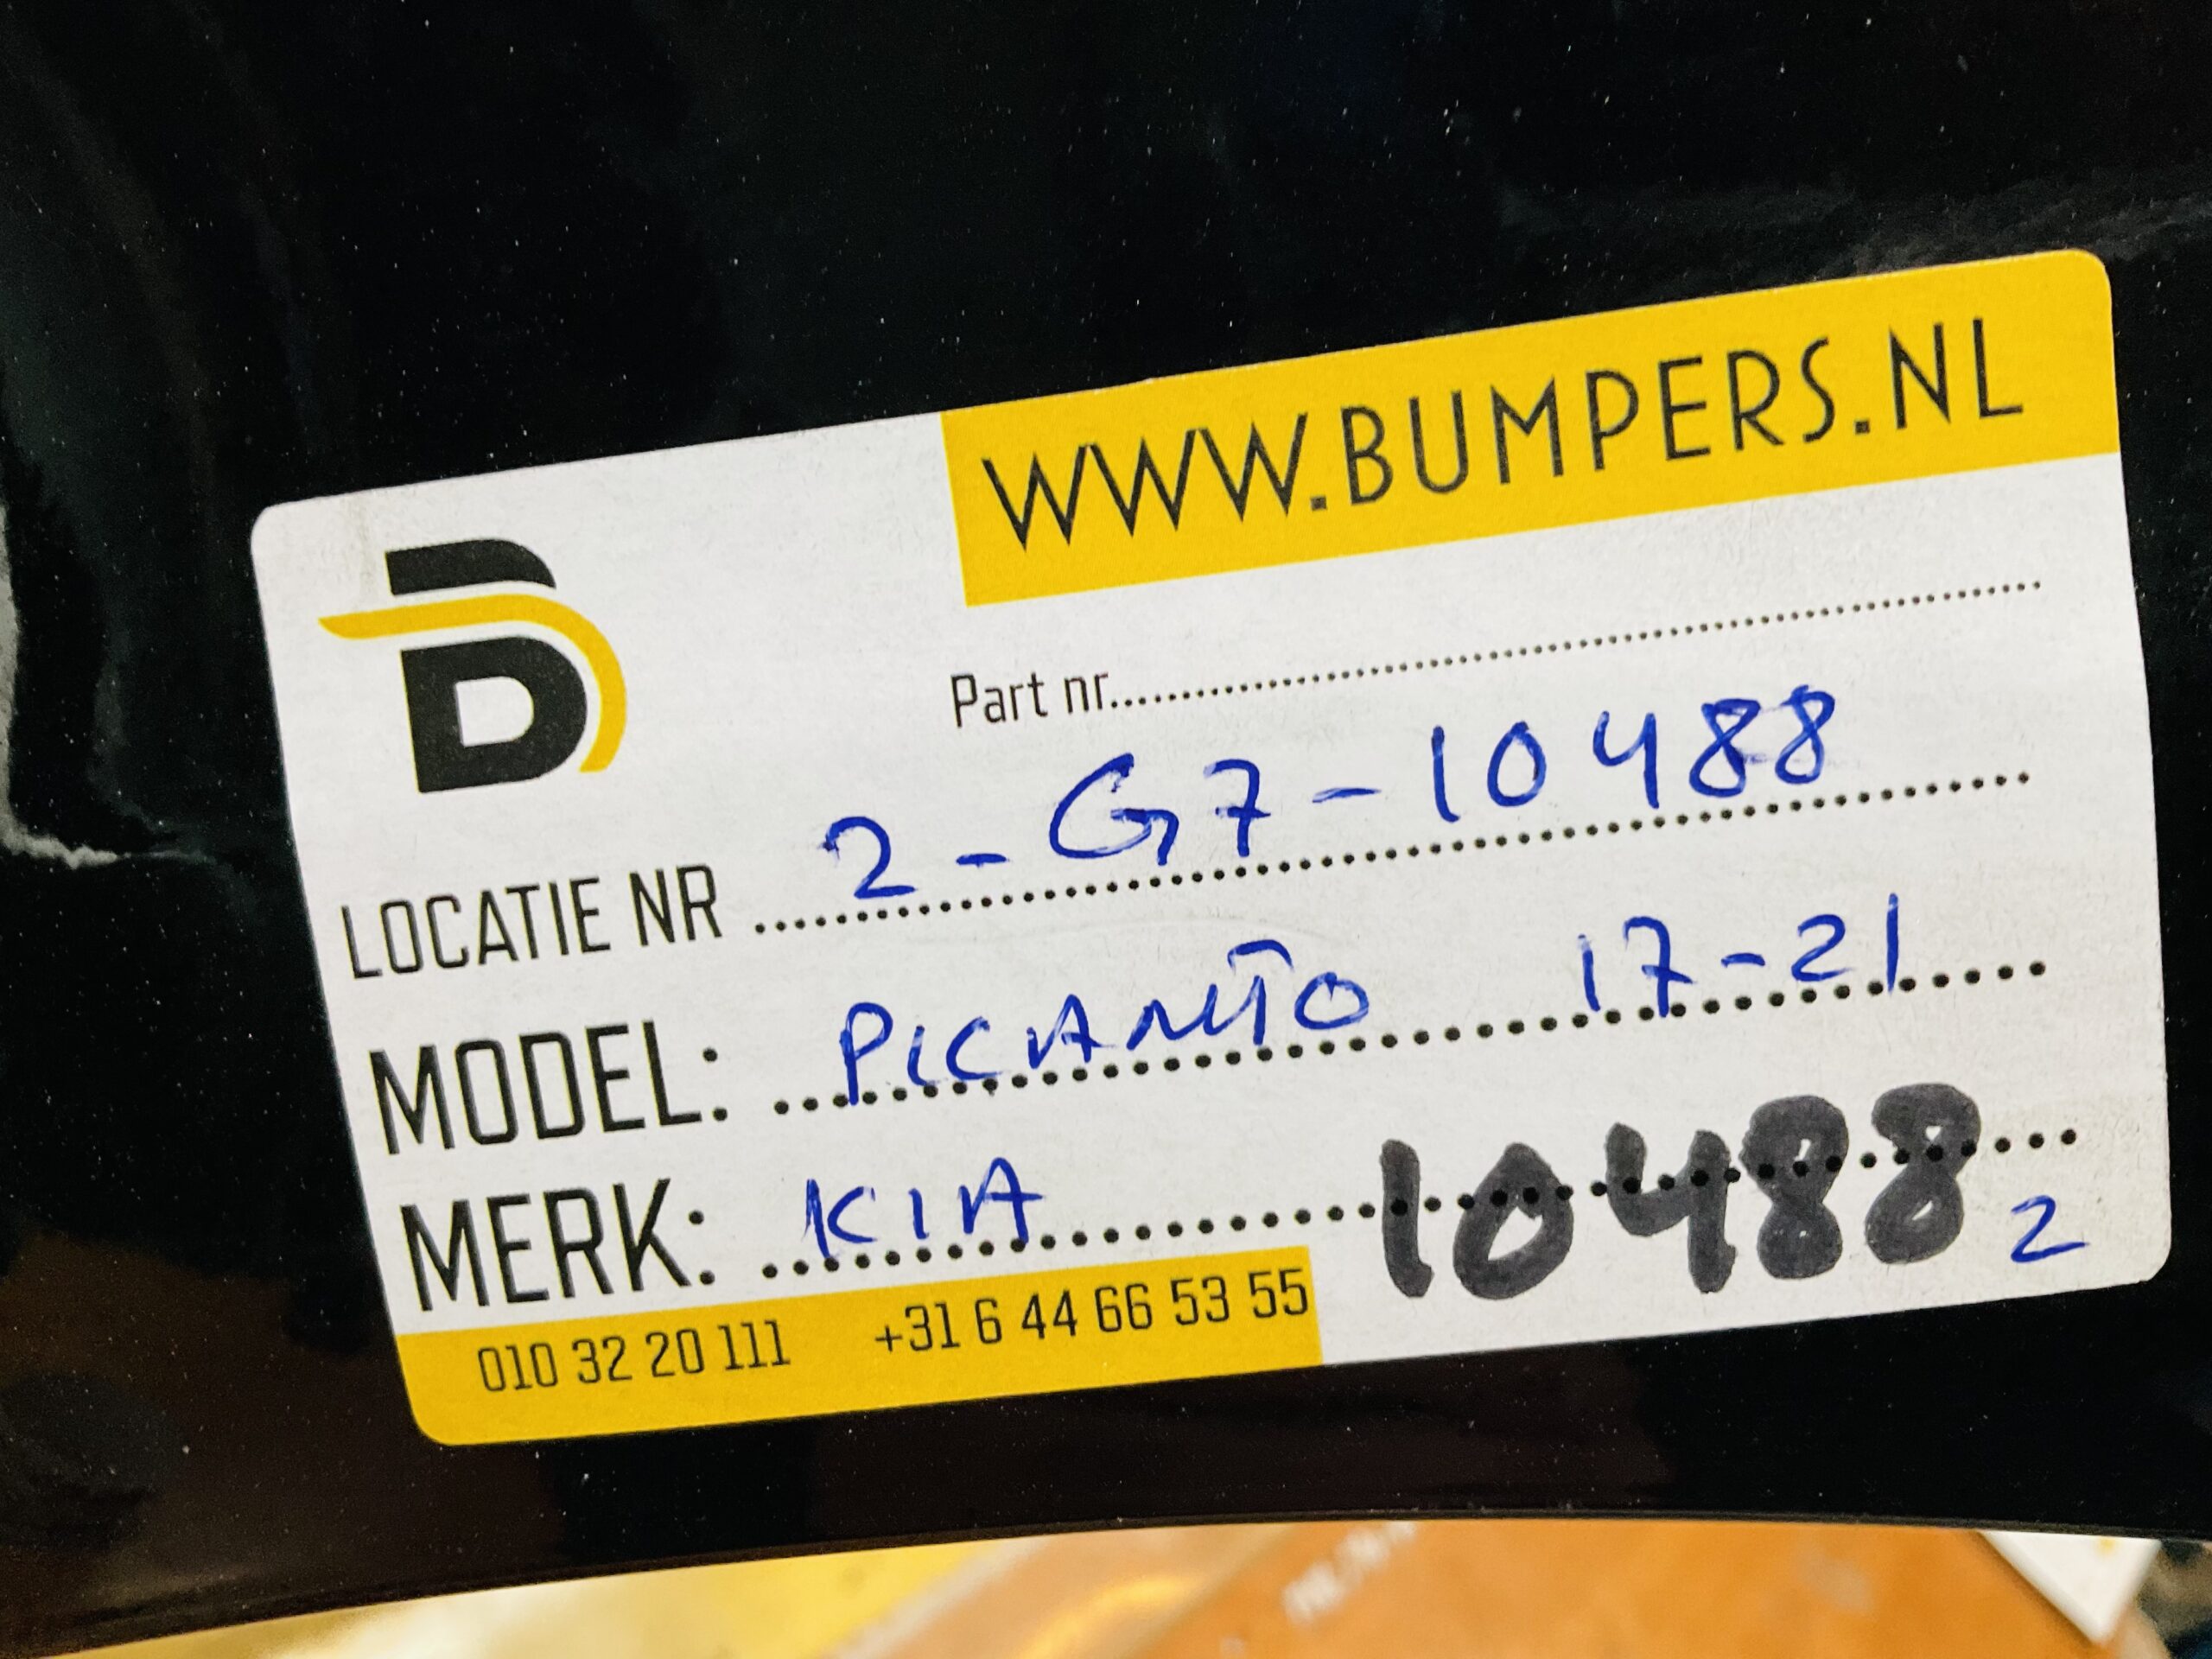 WWW.BUMPERS.NL
B
Part nr................................
LOCATIE NR ........ 2-G7-10488
MODEL: ........ PICANTO 17-21
MERK: ........ KIA 10488 2
010 32 20 111 +31 6 44 66 53 55